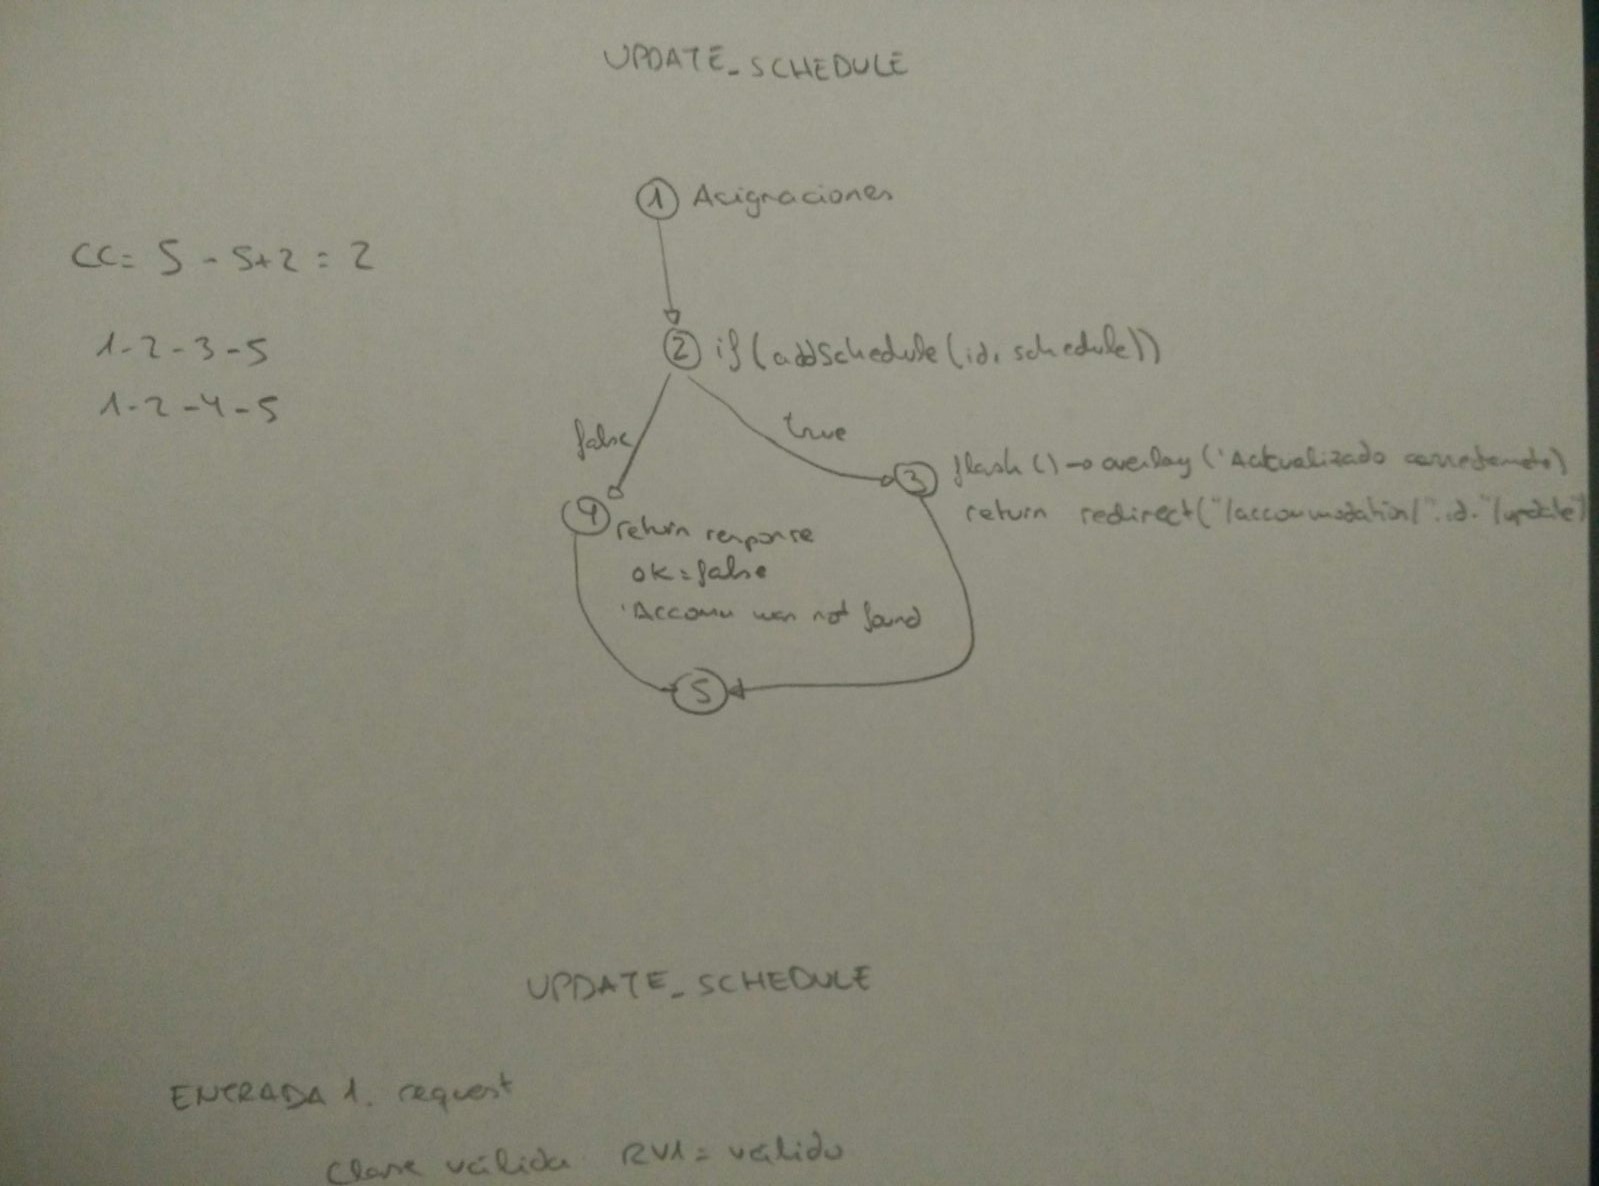 UPDATE_SCHEDULE
1 Asignaciones
CC= 5 - 5+2 = 2
1-2-3-5
1-2-4-5
2 if (addSchedule (id, schedule))
false
true
3 flash () → overlay ('Actualizado correctamente)
return redirect("/accommodation/".id."/update")
4 return response
ok=false
'Accomm was not found
5
UPDATE_SCHEDULE
ENTRADA 1. request
Clase válida RV1 = válido